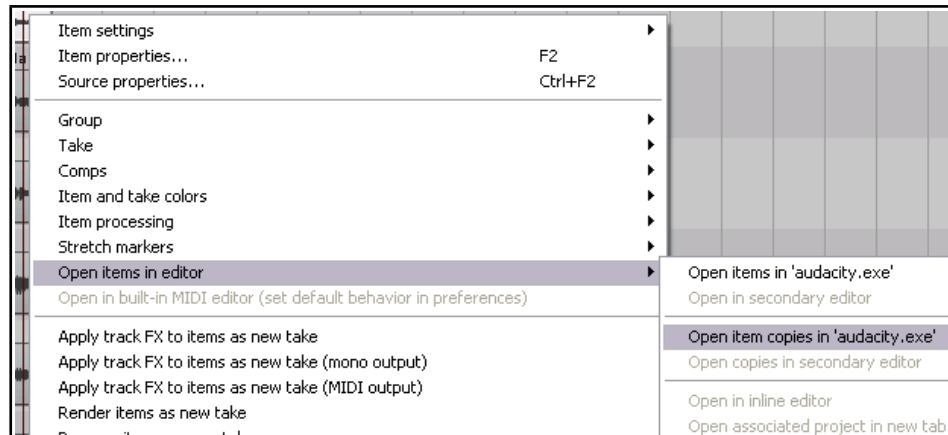 Item settings
Item properties... F2
Source properties... Ctrl+F2
Group
Take
Comps
Item and take colors
Item processing
Stretch markers
Open items in editor
Open in built-in MIDI editor (set default behavior in preferences)
Apply track FX to items as new take
Apply track FX to items as new take (mono output)
Apply track FX to items as new take (MIDI output)
Render items as new take
Open items in 'audacity.exe'
Open in secondary editor
Open item copies in 'audacity.exe'
Open copies in secondary editor
Open in inline editor
Open associated project in new tab